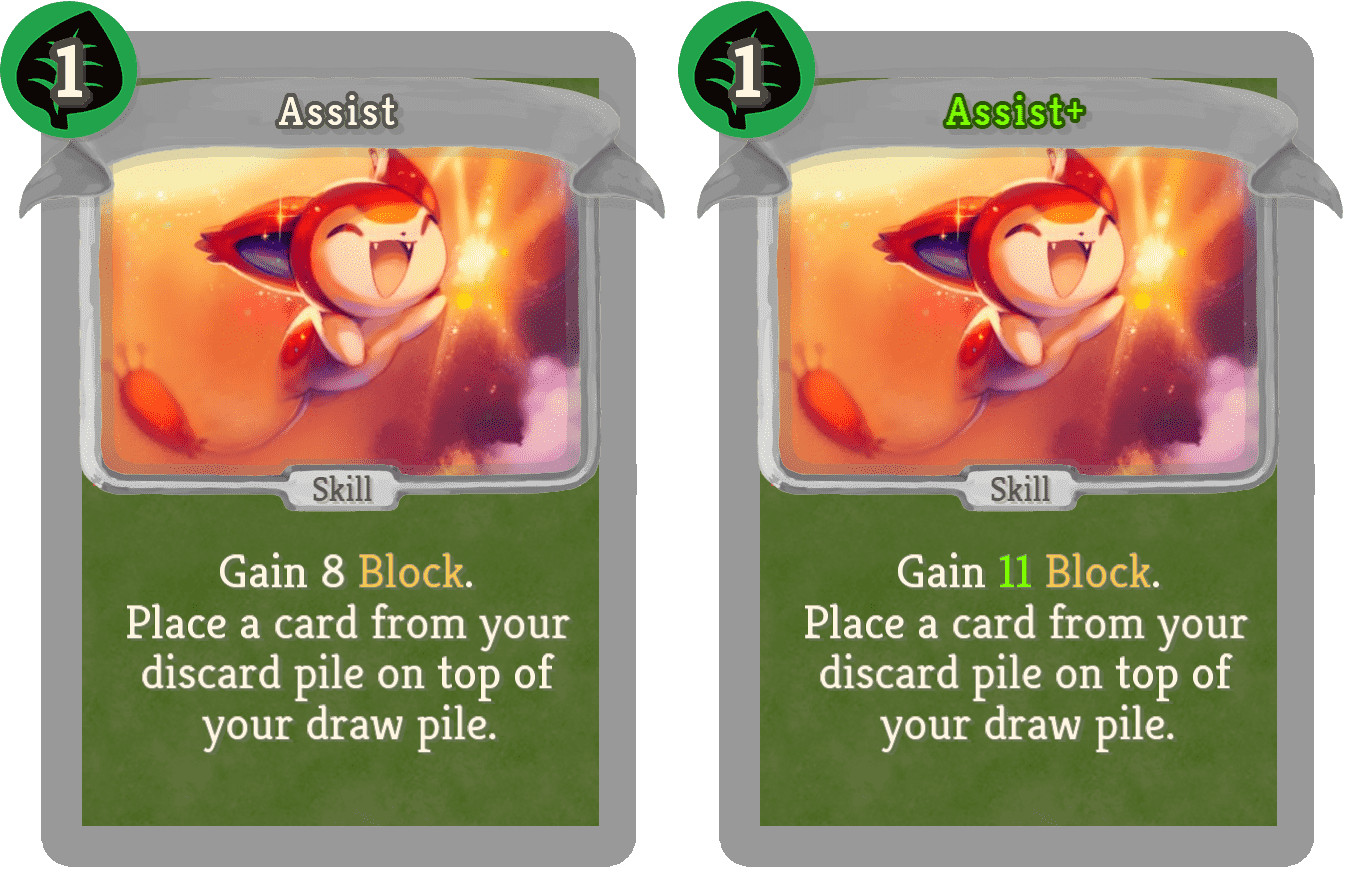 1
Assist
Skill
Gain 8 Block.
Place a card from your
discard pile on top of
your draw pile.
1
Assist+
Skill
Gain 11 Block.
Place a card from your
discard pile on top of
your draw pile.